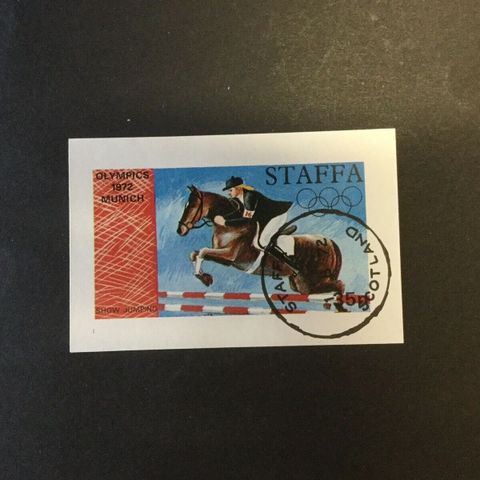 OLYMPICS
1972
MUNICH
STAFFA
SHOW JUMPING
35p
STAFFA
SCOTLAND